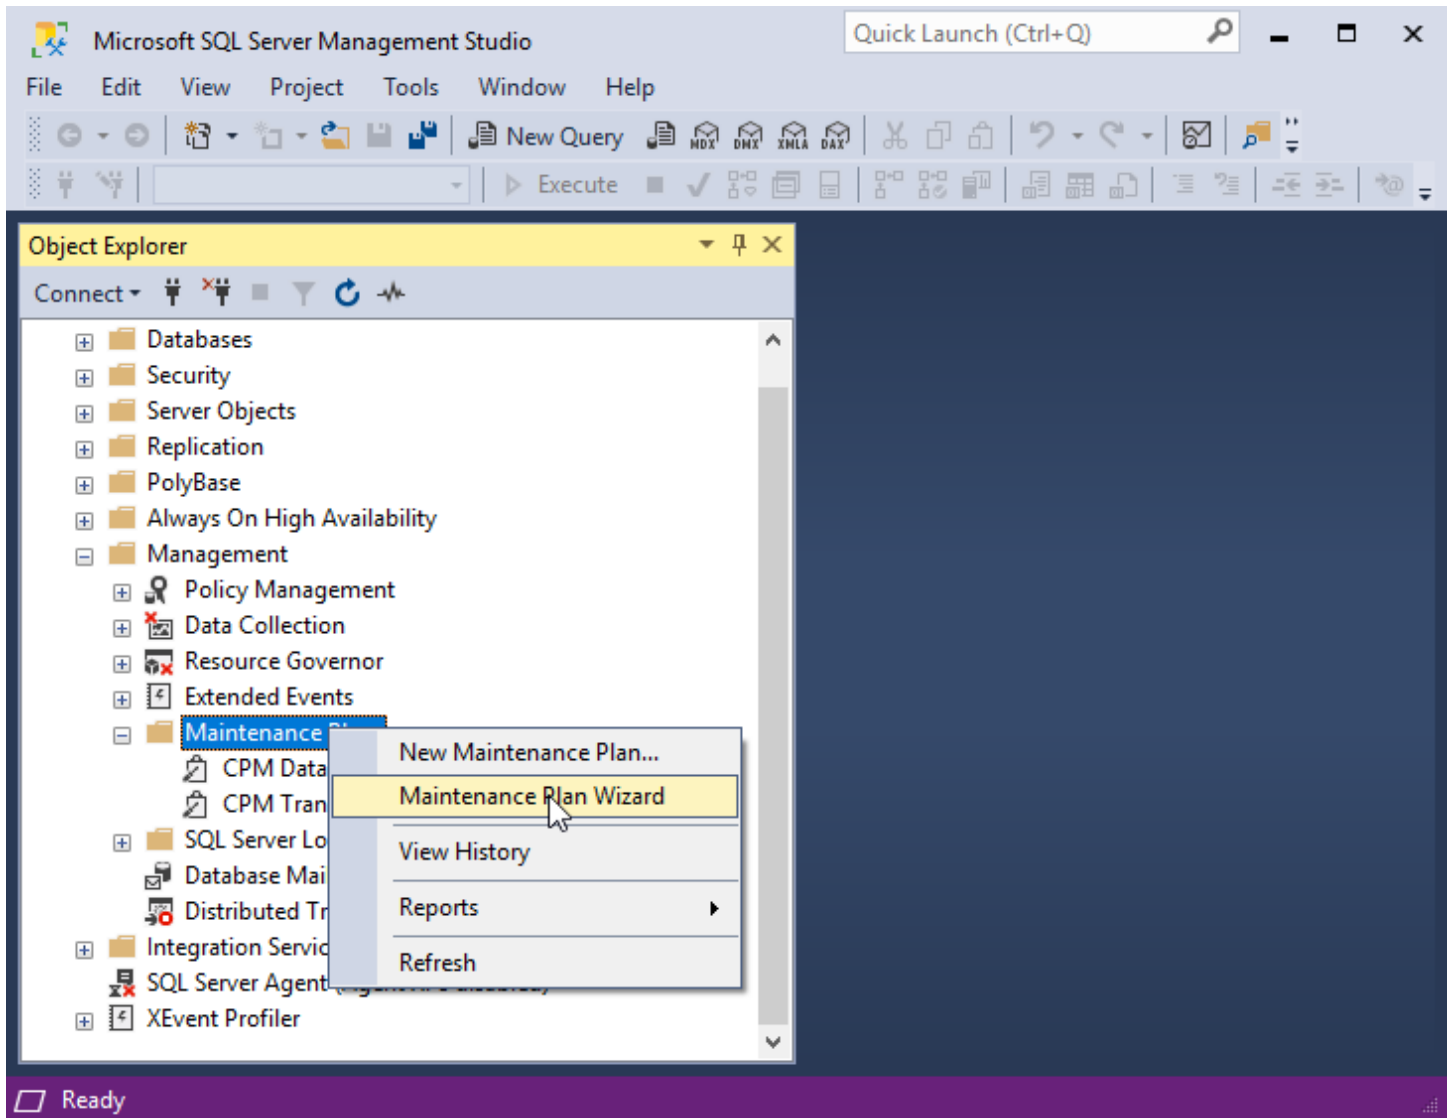 Microsoft SQL Server Management Studio
Quick Launch (Ctrl+Q)
File Edit View Project Tools Window Help
New Query MDX DMX XMLA DAX
Execute
Object Explorer
Connect
Databases
Security
Server Objects
Replication
PolyBase
Always On High Availability
Management
Policy Management
Data Collection
Resource Governor
Extended Events
Maintenance
CPM Data
CPM Tran
SQL Server Lo
Database Mai
Distributed Tr
Integration Servic
SQL Server Agent
XEvent Profiler
New Maintenance Plan...
Maintenance Plan Wizard
View History
Reports
Refresh
Ready